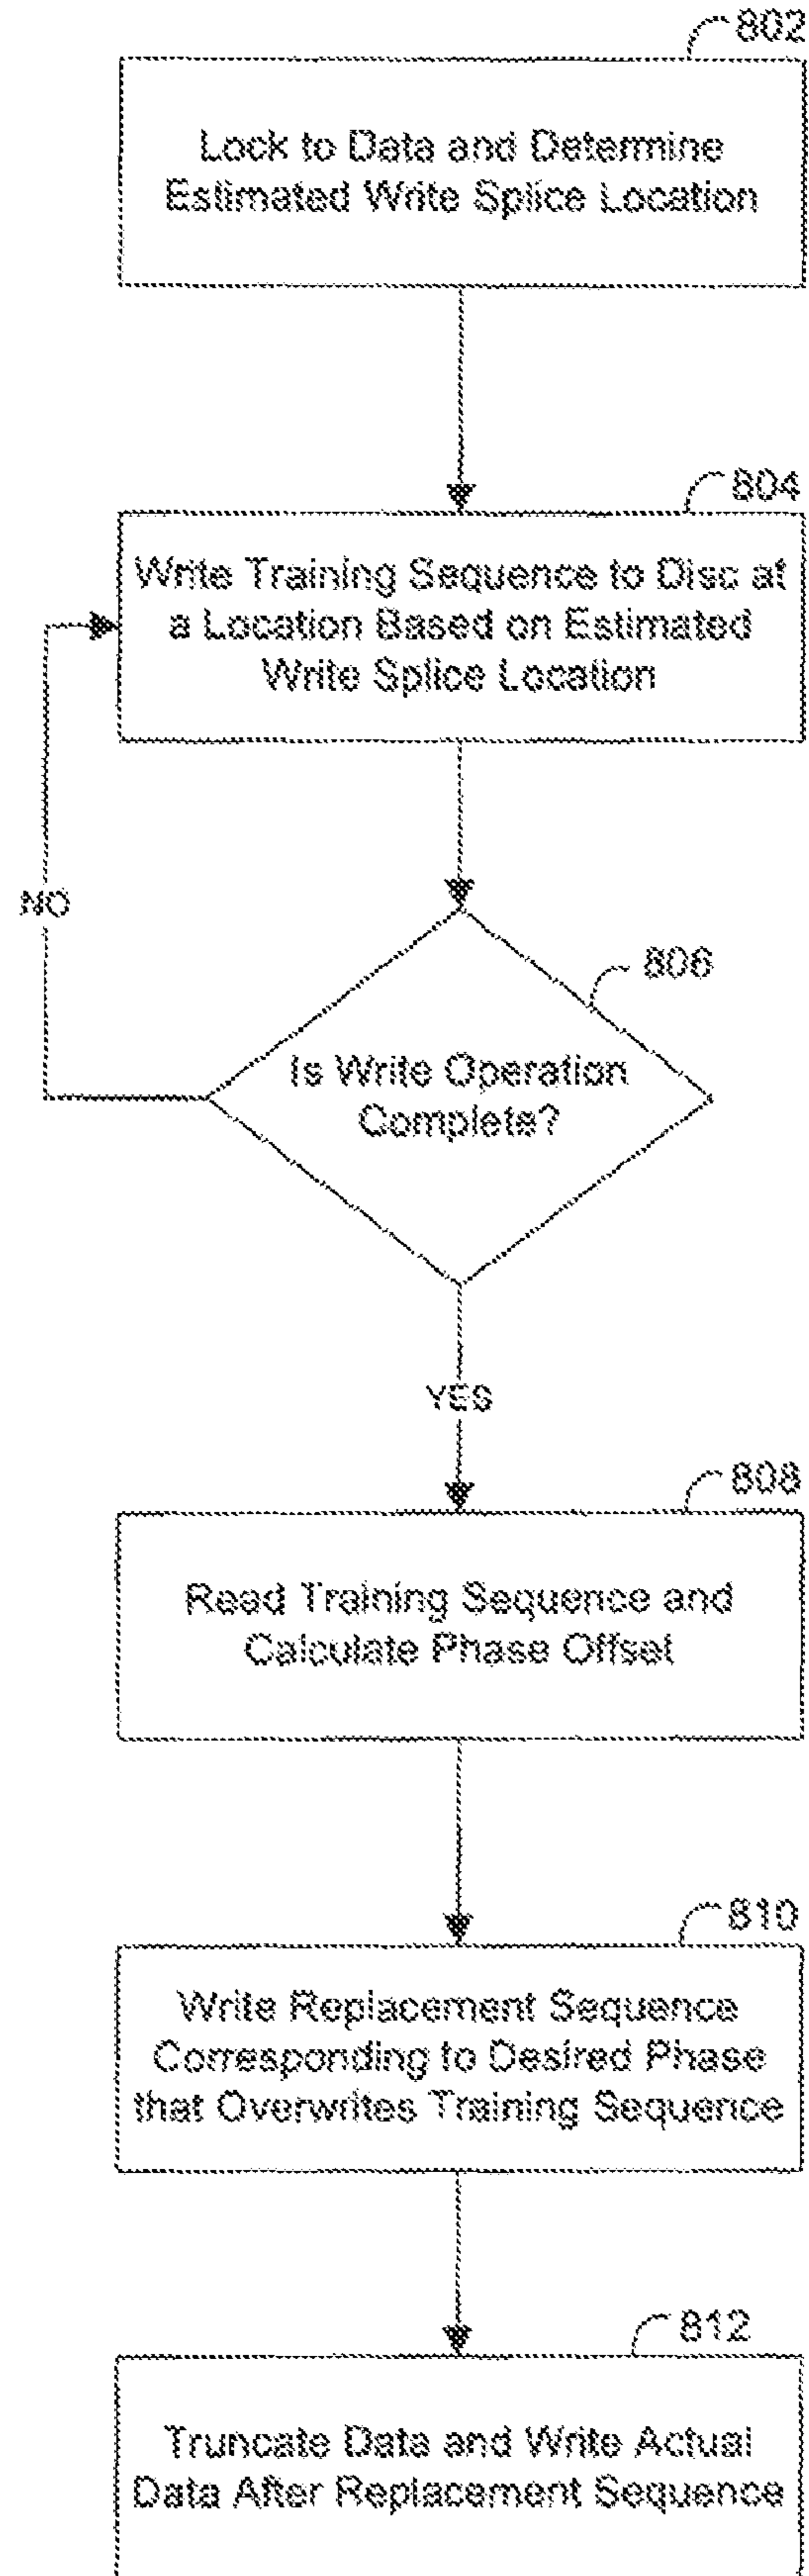 802
Lock to Data and Determine
Estimated Write Splice Location
804
Write Training Sequence to Disc at
a Location Based on Estimated
Write Splice Location
NO
806
Is Write Operation
Complete?
YES
808
Read Training Sequence and
Calculate Phase Offset
810
Write Replacement Sequence
Corresponding to Desired Phase
that Overwrites Training Sequence
812
Truncate Data and Write Actual
Data After Replacement Sequence